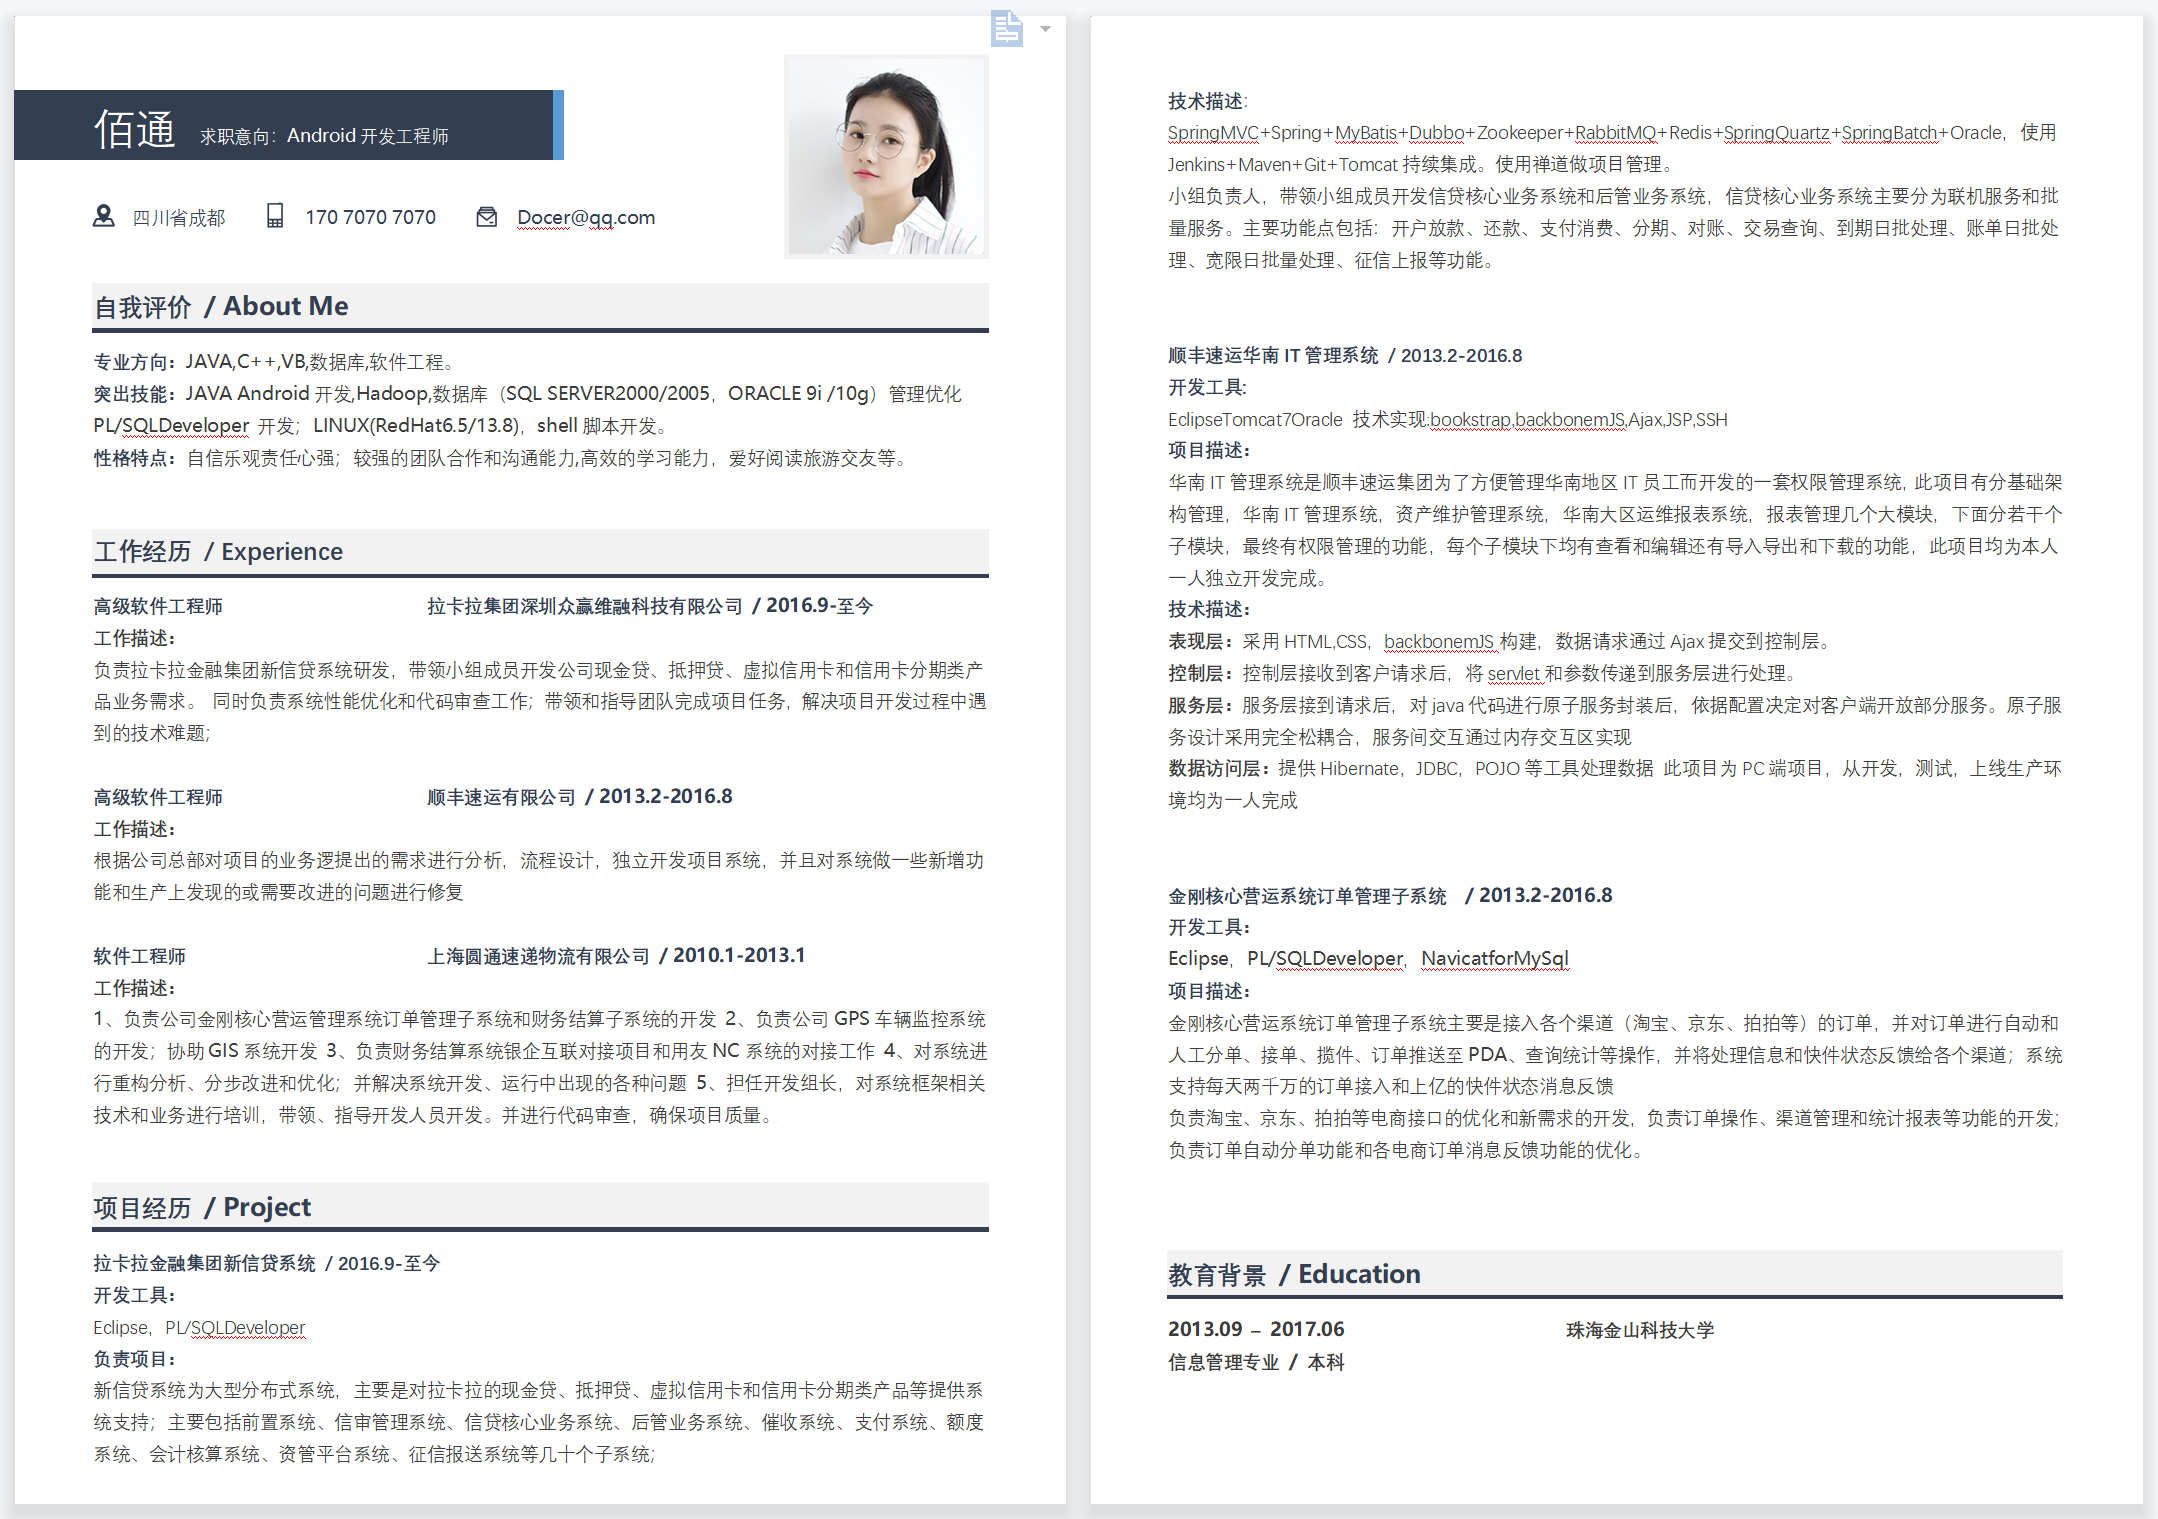 佰通 求职意向：Android 开发工程师
四川省成都 170 7070 7070 Docer@qq.com
自我评价 / About Me
专业方向：JAVA,C++,VB,数据库,软件工程。
突出技能：JAVA Android 开发,Hadoop,数据库（SQL SERVER2000/2005，ORACLE 9i /10g）管理优化
PL/SQLDeveloper 开发；LINUX(RedHat6.5/13.8)，shell 脚本开发。
性格特点：自信乐观责任心强；较强的团队合作和沟通能力,高效的学习能力，爱好阅读旅游交友等。
工作经历 / Experience
高级软件工程师 拉卡拉集团深圳众赢维融科技有限公司 / 2016.9-至今
工作描述：
负责拉卡拉金融集团新信贷系统研发，带领小组成员开发公司现金贷、抵押贷、虚拟信用卡和信用卡分期类产
品业务需求。 同时负责系统性能优化和代码审查工作；带领和指导团队完成项目任务，解决项目开发过程中遇
到的技术难题；
高级软件工程师 顺丰速运有限公司 / 2013.2-2016.8
工作描述：
根据公司总部对项目的业务逻提出的需求进行分析，流程设计，独立开发项目系统，并且对系统做一些新增功
能和生产上发现的或需要改进的问题进行修复
软件工程师 上海圆通速递物流有限公司 / 2010.1-2013.1
工作描述：
1、负责公司金刚核心营运管理系统订单管理子系统和财务结算子系统的开发 2、负责公司 GPS 车辆监控系统
的开发；协助 GIS 系统开发 3、负责财务结算系统银企互联对接项目和用友 NC 系统的对接工作 4、对系统进
行重构分析、分步改进和优化；并解决系统开发、运行中出现的各种问题 5、担任开发组长，对系统框架相关
技术和业务进行培训，带领、指导开发人员开发。并进行代码审查，确保项目质量。
项目经历 / Project
拉卡拉金融集团新信贷系统 / 2016.9-至今
开发工具：
Eclipse，PL/SQLDeveloper
负责项目：
新信贷系统为大型分布式系统，主要是对拉卡拉的现金贷、抵押贷、虚拟信用卡和信用卡分期类产品等提供系
统支持；主要包括前置系统、信审管理系统、信贷核心业务系统、后管业务系统、催收系统、支付系统、额度
系统、会计核算系统、资管平台系统、征信报送系统等几十个子系统；
技术描述：
SpringMVC+Spring+MyBatis+Dubbo+Zookeeper+RabbitMQ+Redis+SpringQuartz+SpringBatch+Oracle，使用
Jenkins+Maven+Git+Tomcat 持续集成。使用禅道做项目管理。
小组负责人，带领小组成员开发信贷核心业务系统和后管业务系统，信贷核心业务系统主要分为联机服务和批
量服务。主要功能点包括：开户放款、还款、支付消费、分期、对账、交易查询、到期日批处理、账单日批处
理、宽限日批量处理、征信上报等功能。
顺丰速运华南 IT 管理系统 / 2013.2-2016.8
开发工具:
EclipseTomcat7Oracle 技术实现:bookstrap,backbonemJS,Ajax,JSP,SSH
项目描述：
华南 IT 管理系统是顺丰速运集团为了方便管理华南地区 IT 员工而开发的一套权限管理系统, 此项目有分基础架
构管理，华南 IT 管理系统，资产维护管理系统，华南大区运维报表系统，报表管理几个大模块，下面分若干个
子模块，最终有权限管理的功能，每个子模块下均有查看和编辑还有导入导出和下载的功能，此项目均为本人
一人独立开发完成。
技术描述：
表现层：采用 HTML,CSS，backbonemJS 构建，数据请求通过 Ajax 提交到控制层。
控制层：控制层接收到客户请求后，将 servlet 和参数传递到服务层进行处理。
服务层：服务层接到请求后，对 java 代码进行原子服务封装后，依据配置决定对客户端开放部分服务。原子服
务设计采用完全松耦合，服务间交互通过内存交互区实现
数据访问层：提供 Hibernate，JDBC，POJO 等工具处理数据 此项目为 PC 端项目，从开发，测试，上线生产环
境均为一人完成
金刚核心营运系统订单管理子系统 / 2013.2-2016.8
开发工具：
Eclipse，PL/SQLDeveloper，NavicatforMySql
项目描述：
金刚核心营运系统订单管理子系统主要是接入各个渠道（淘宝、京东、拍拍等）的订单，并对订单进行自动和
人工分单、接单、揽件、订单推送至 PDA、查询统计等操作，并将处理信息和快件状态反馈给各个渠道；系统
支持每天两千万的订单接入和上亿的快件状态消息反馈
负责淘宝、京东、拍拍等电商接口的优化和新需求的开发，负责订单操作、渠道管理和统计报表等功能的开发；
负责订单自动分单功能和各电商订单消息反馈功能的优化。
教育背景 / Education
2013.09 – 2017.06 珠海金山科技大学
信息管理专业 / 本科